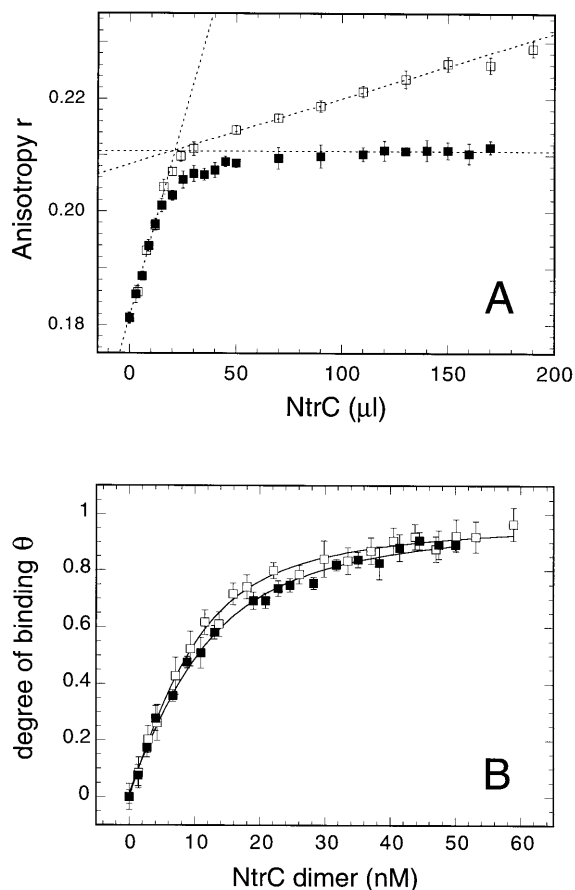 Anisotropy r
0.22
0.20
0.18
A
0 50 100 150 200
NtrC (μl)
degree of binding θ
1
0.8
0.6
0.4
0.2
0
B
0 10 20 30 40 50 60
NtrC dimer (nM)